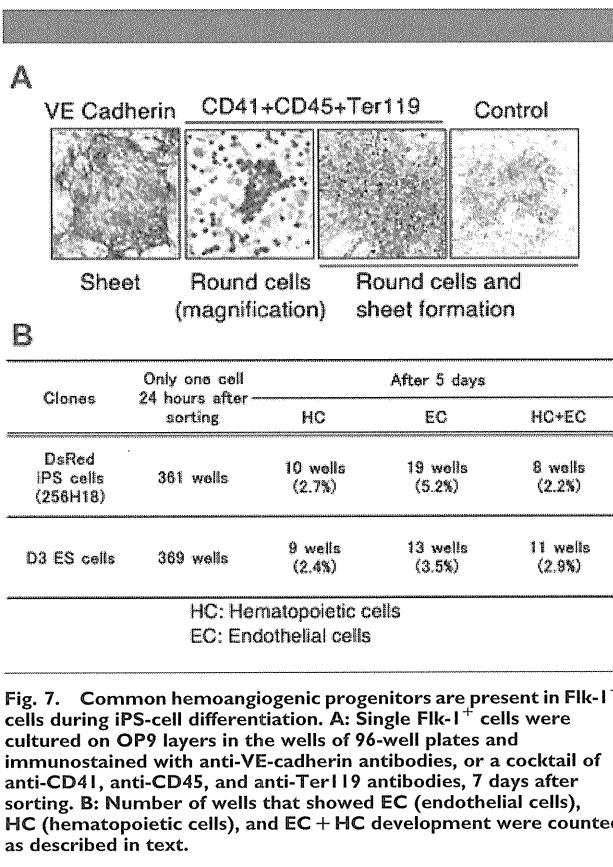 A
VE Cadherin CD41+CD45+Ter119 Control
Sheet Round cells Round cells and
(magnification) sheet formation
B
Clones Only one cell 24 hours after sorting After 5 days
HC EC HC+EC
DsRed iPS cells (256H18) 361 wells 10 wells (2.7%) 19 wells (5.2%) 8 wells (2.2%)
D3 ES cells 369 wells 9 wells (2.4%) 13 wells (3.5%) 11 wells (2.9%)
HC: Hematopoietic cells
EC: Endothelial cells
Fig. 7. Common hemoangiogenic progenitors are present in Flk-1+
cells during iPS-cell differentiation. A: Single Flk-1+ cells were
cultured on OP9 layers in the wells of 96-well plates and
immunostained with anti-VE-cadherin antibodies, or a cocktail of
anti-CD41, anti-CD45, and anti-Ter119 antibodies, 7 days after
sorting. B: Number of wells that showed EC (endothelial cells),
HC (hematopoietic cells), and EC + HC development were counted
as described in text.